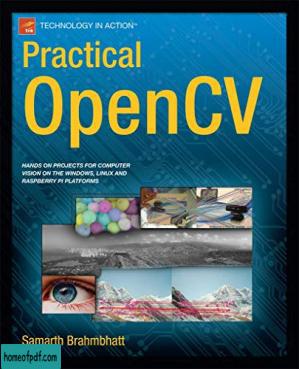 TECHNOLOGY IN ACTION™
Practical
OpenCV
HANDS ON PROJECTS FOR COMPUTER
VISION ON THE WINDOWS, LINUX AND
RASPBERRY PI PLATFORMS
Samarth Brahmbhatt
homeofpdf.com